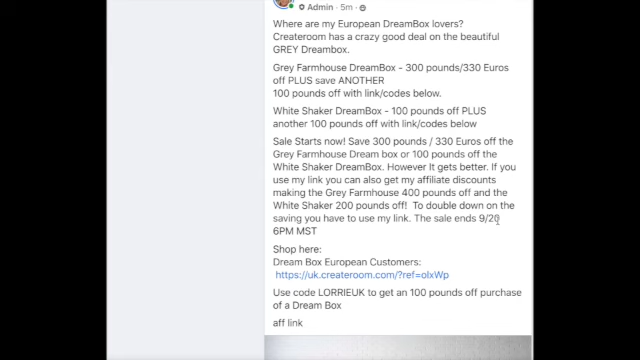 Admin · 5m ·
Where are my European DreamBox lovers?
Createroom has a crazy good deal on the beautiful
GREY Dreambox.
Grey Farmhouse DreamBox - 300 pounds/330 Euros
off PLUS save ANOTHER
100 pounds off with link/codes below.
White Shaker DreamBox - 100 pounds off PLUS
another 100 pounds off with link/codes below
Sale Starts now! Save 300 pounds / 330 Euros off the
Grey Farmhouse Dream box or 100 pounds off the
White Shaker DreamBox. However It gets better. If you
use my link you can also get my affiliate discounts
making the Grey Farmhouse 400 pounds off and the
White Shaker 200 pounds off! To double down on the
saving you have to use my link. The sale ends 9/20
6PM MST
Shop here:
Dream Box European Customers:
https://uk.createroom.com/?ref=oIxWp
Use code LORRIEUK to get an 100 pounds off purchase
of a Dream Box
aff link